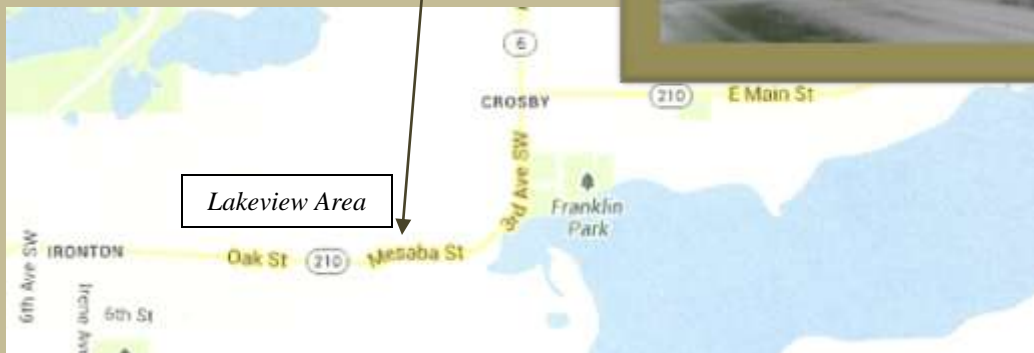 6
CROSBY
210
E Main St
3rd Ave SW
Lakeview Area
Franklin
Park
6th Ave SW
IRONTON
Oak St
210
Mesaba St
Irene Ave
6th St